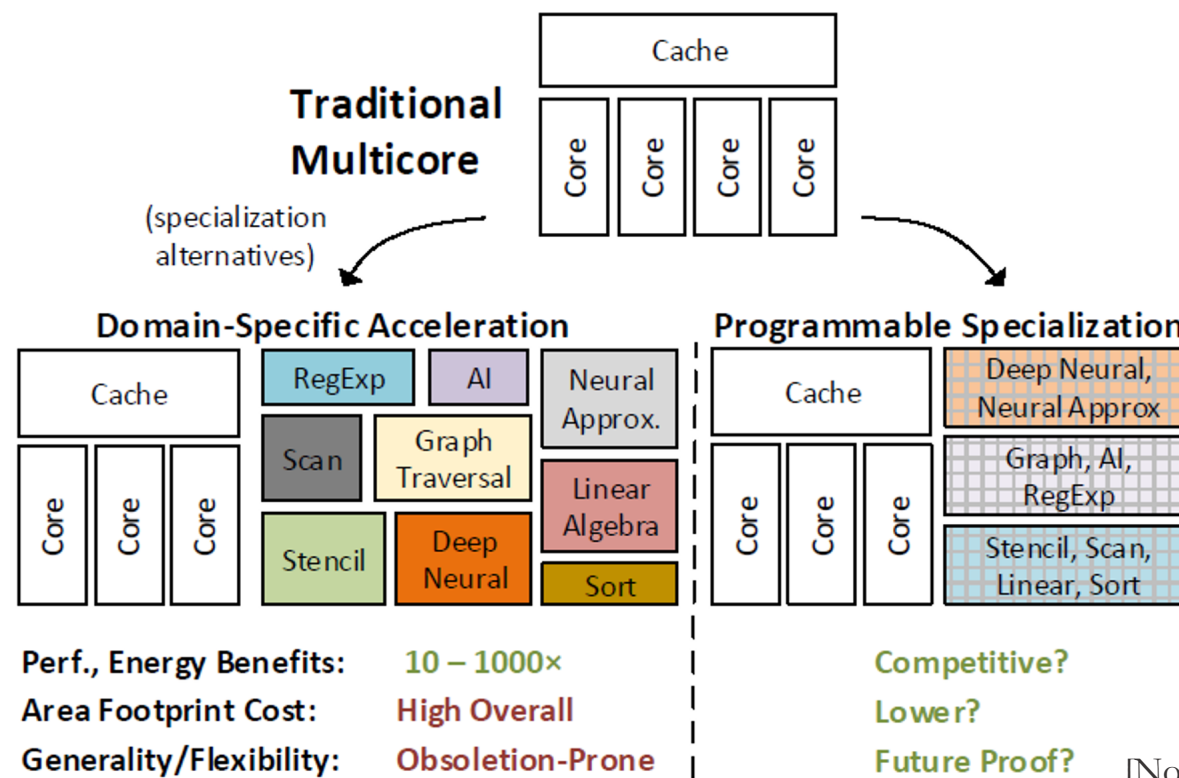 Cache
Traditional
Multicore
Core
Core
Core
Core
(specialization
alternatives)
Domain-Specific Acceleration
Cache
Core
Core
Core
RegExp
AI
Neural
Approx.
Scan
Graph
Traversal
Linear
Algebra
Stencil
Deep
Neural
Sort
Programmable Specialization
Cache
Core
Core
Core
Deep Neural,
Neural Approx
Graph, AI,
RegExp
Stencil, Scan,
Linear, Sort
Perf., Energy Benefits: 10 – 1000× Competitive?
Area Footprint Cost: High Overall Lower?
Generality/Flexibility: Obsoletion-Prone Future Proof?